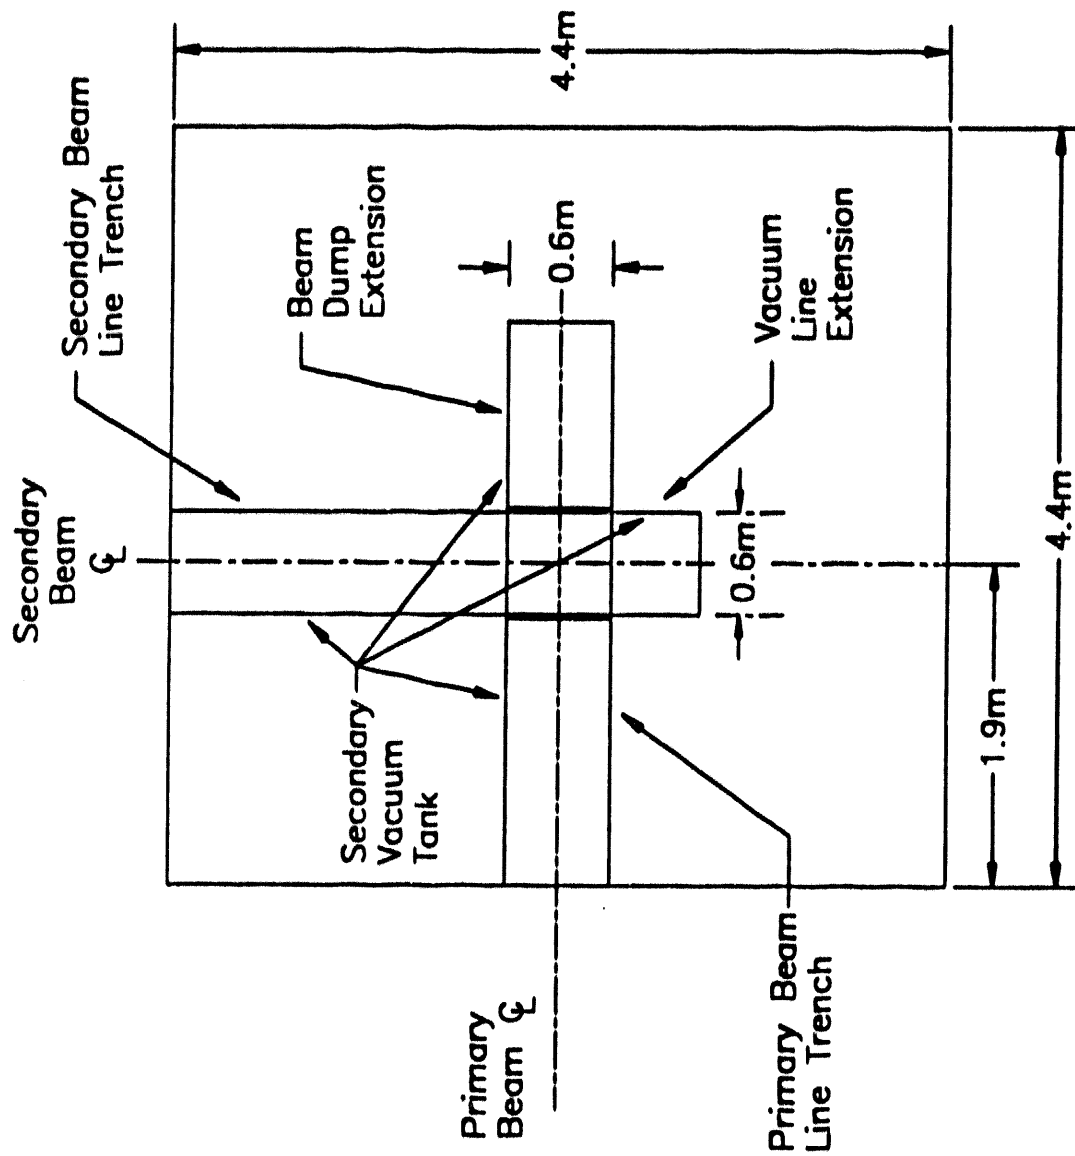 Secondary
Beam
℄
Secondary Beam
Line Trench
4.4m
Beam
Dump
Extension
0.6m
Secondary
Vacuum
Tank
Vacuum
Line
Extension
0.6m
Primary
Beam ℄
Primary Beam
Line Trench
1.9m
4.4m